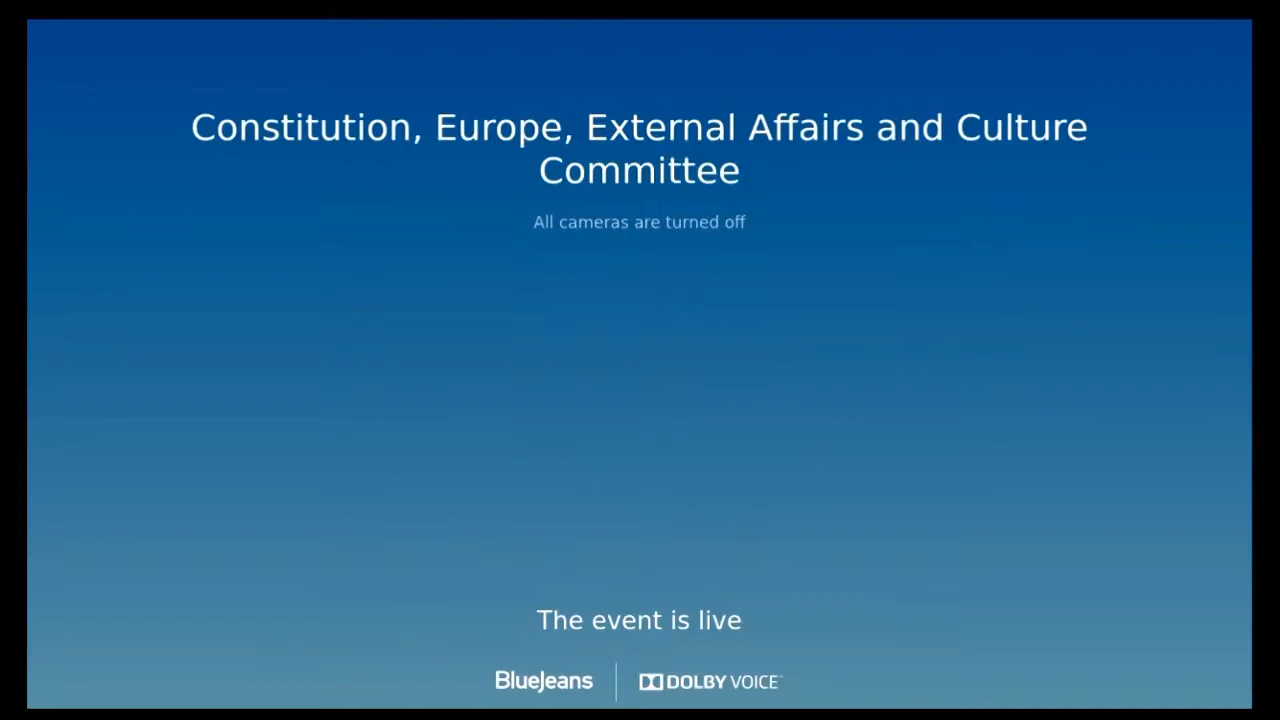 Constitution, Europe, External Affairs and Culture
Committee
All cameras are turned off
The event is live
BlueJeans
DOLBY VOICE